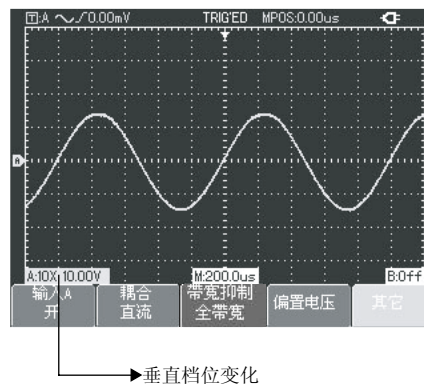 T:A 0.00mV TRIG'ED MPOS:0.00us
A
A:10X 10.00V M:200.0us B:Off
输入A 耦合 带宽抑制 偏置电压 其它
开 直流 全带宽
垂直档位变化